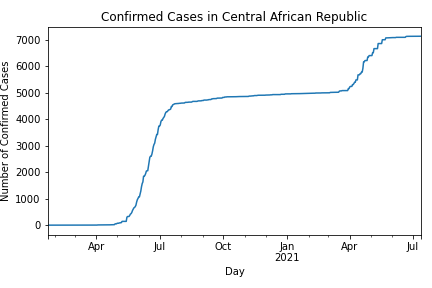 Confirmed Cases in Central African Republic
Number of Confirmed Cases
7000
6000
5000
4000
3000
2000
1000
0
Apr Jul Oct Jan Apr Jul
2021
Day